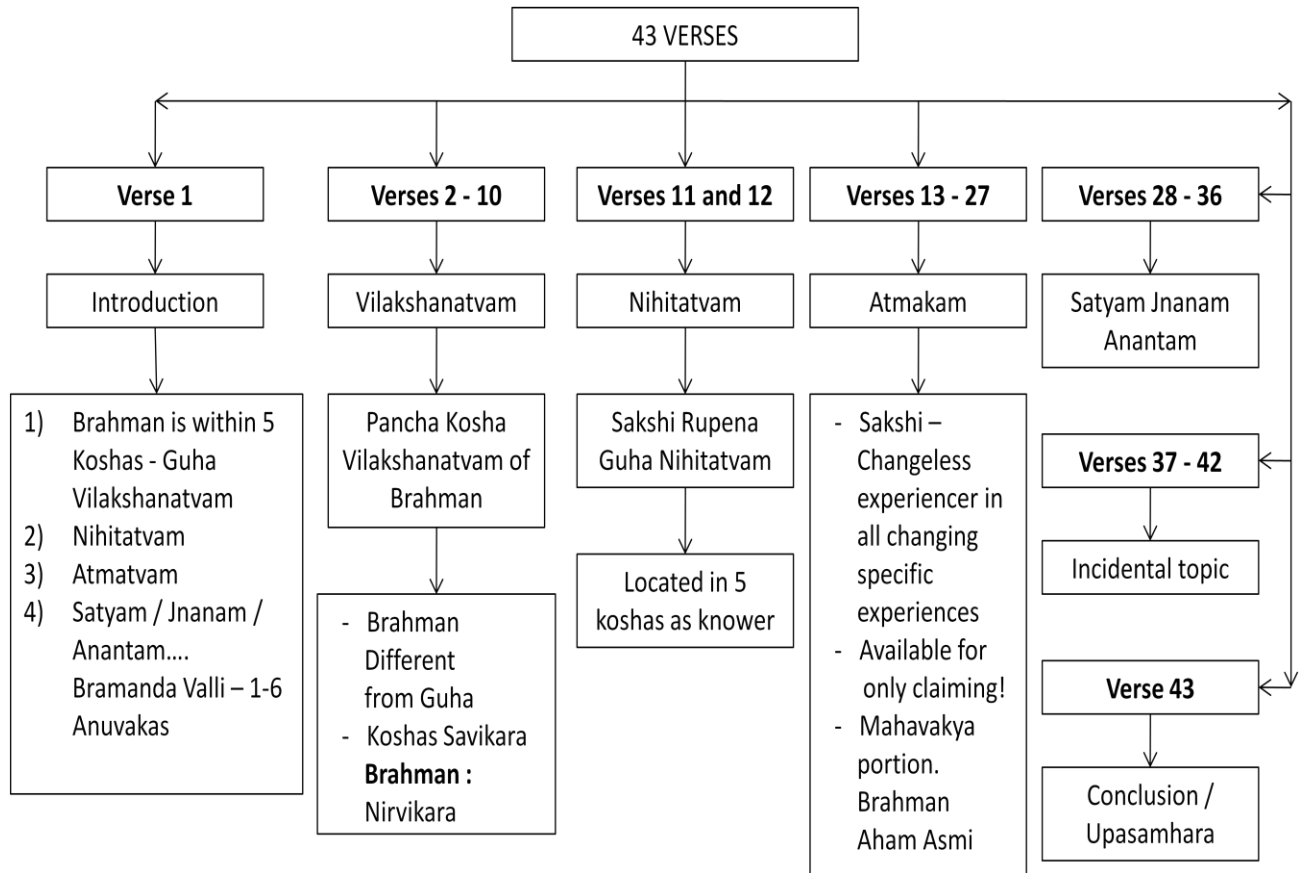 43 VERSES
Verse 1
Introduction
1) Brahman is within 5
Koshas - Guha
Vilakshanatvam
2) Nihitatvam
3) Atmatvam
4) Satyam / Jnanam /
Anantam....
Bramanda Valli – 1-6
Anuvakas
Verses 2 - 10
Vilakshanatvam
Pancha Kosha
Vilakshanatvam of
Brahman
- Brahman
Different
from Guha
- Koshas Savikara
Brahman :
Nirvikara
Verses 11 and 12
Nihitatvam
Sakshi Rupena
Guha Nihitatvam
Located in 5
koshas as knower
Verses 13 - 27
Atmakam
- Sakshi –
Changeless
experiencer in
all changing
specific
experiences
- Available for
only claiming!
- Mahavakya
portion.
Brahman
Aham Asmi
Verses 28 - 36
Satyam Jnanam
Anantam
Verses 37 - 42
Incidental topic
Verse 43
Conclusion /
Upasamhara